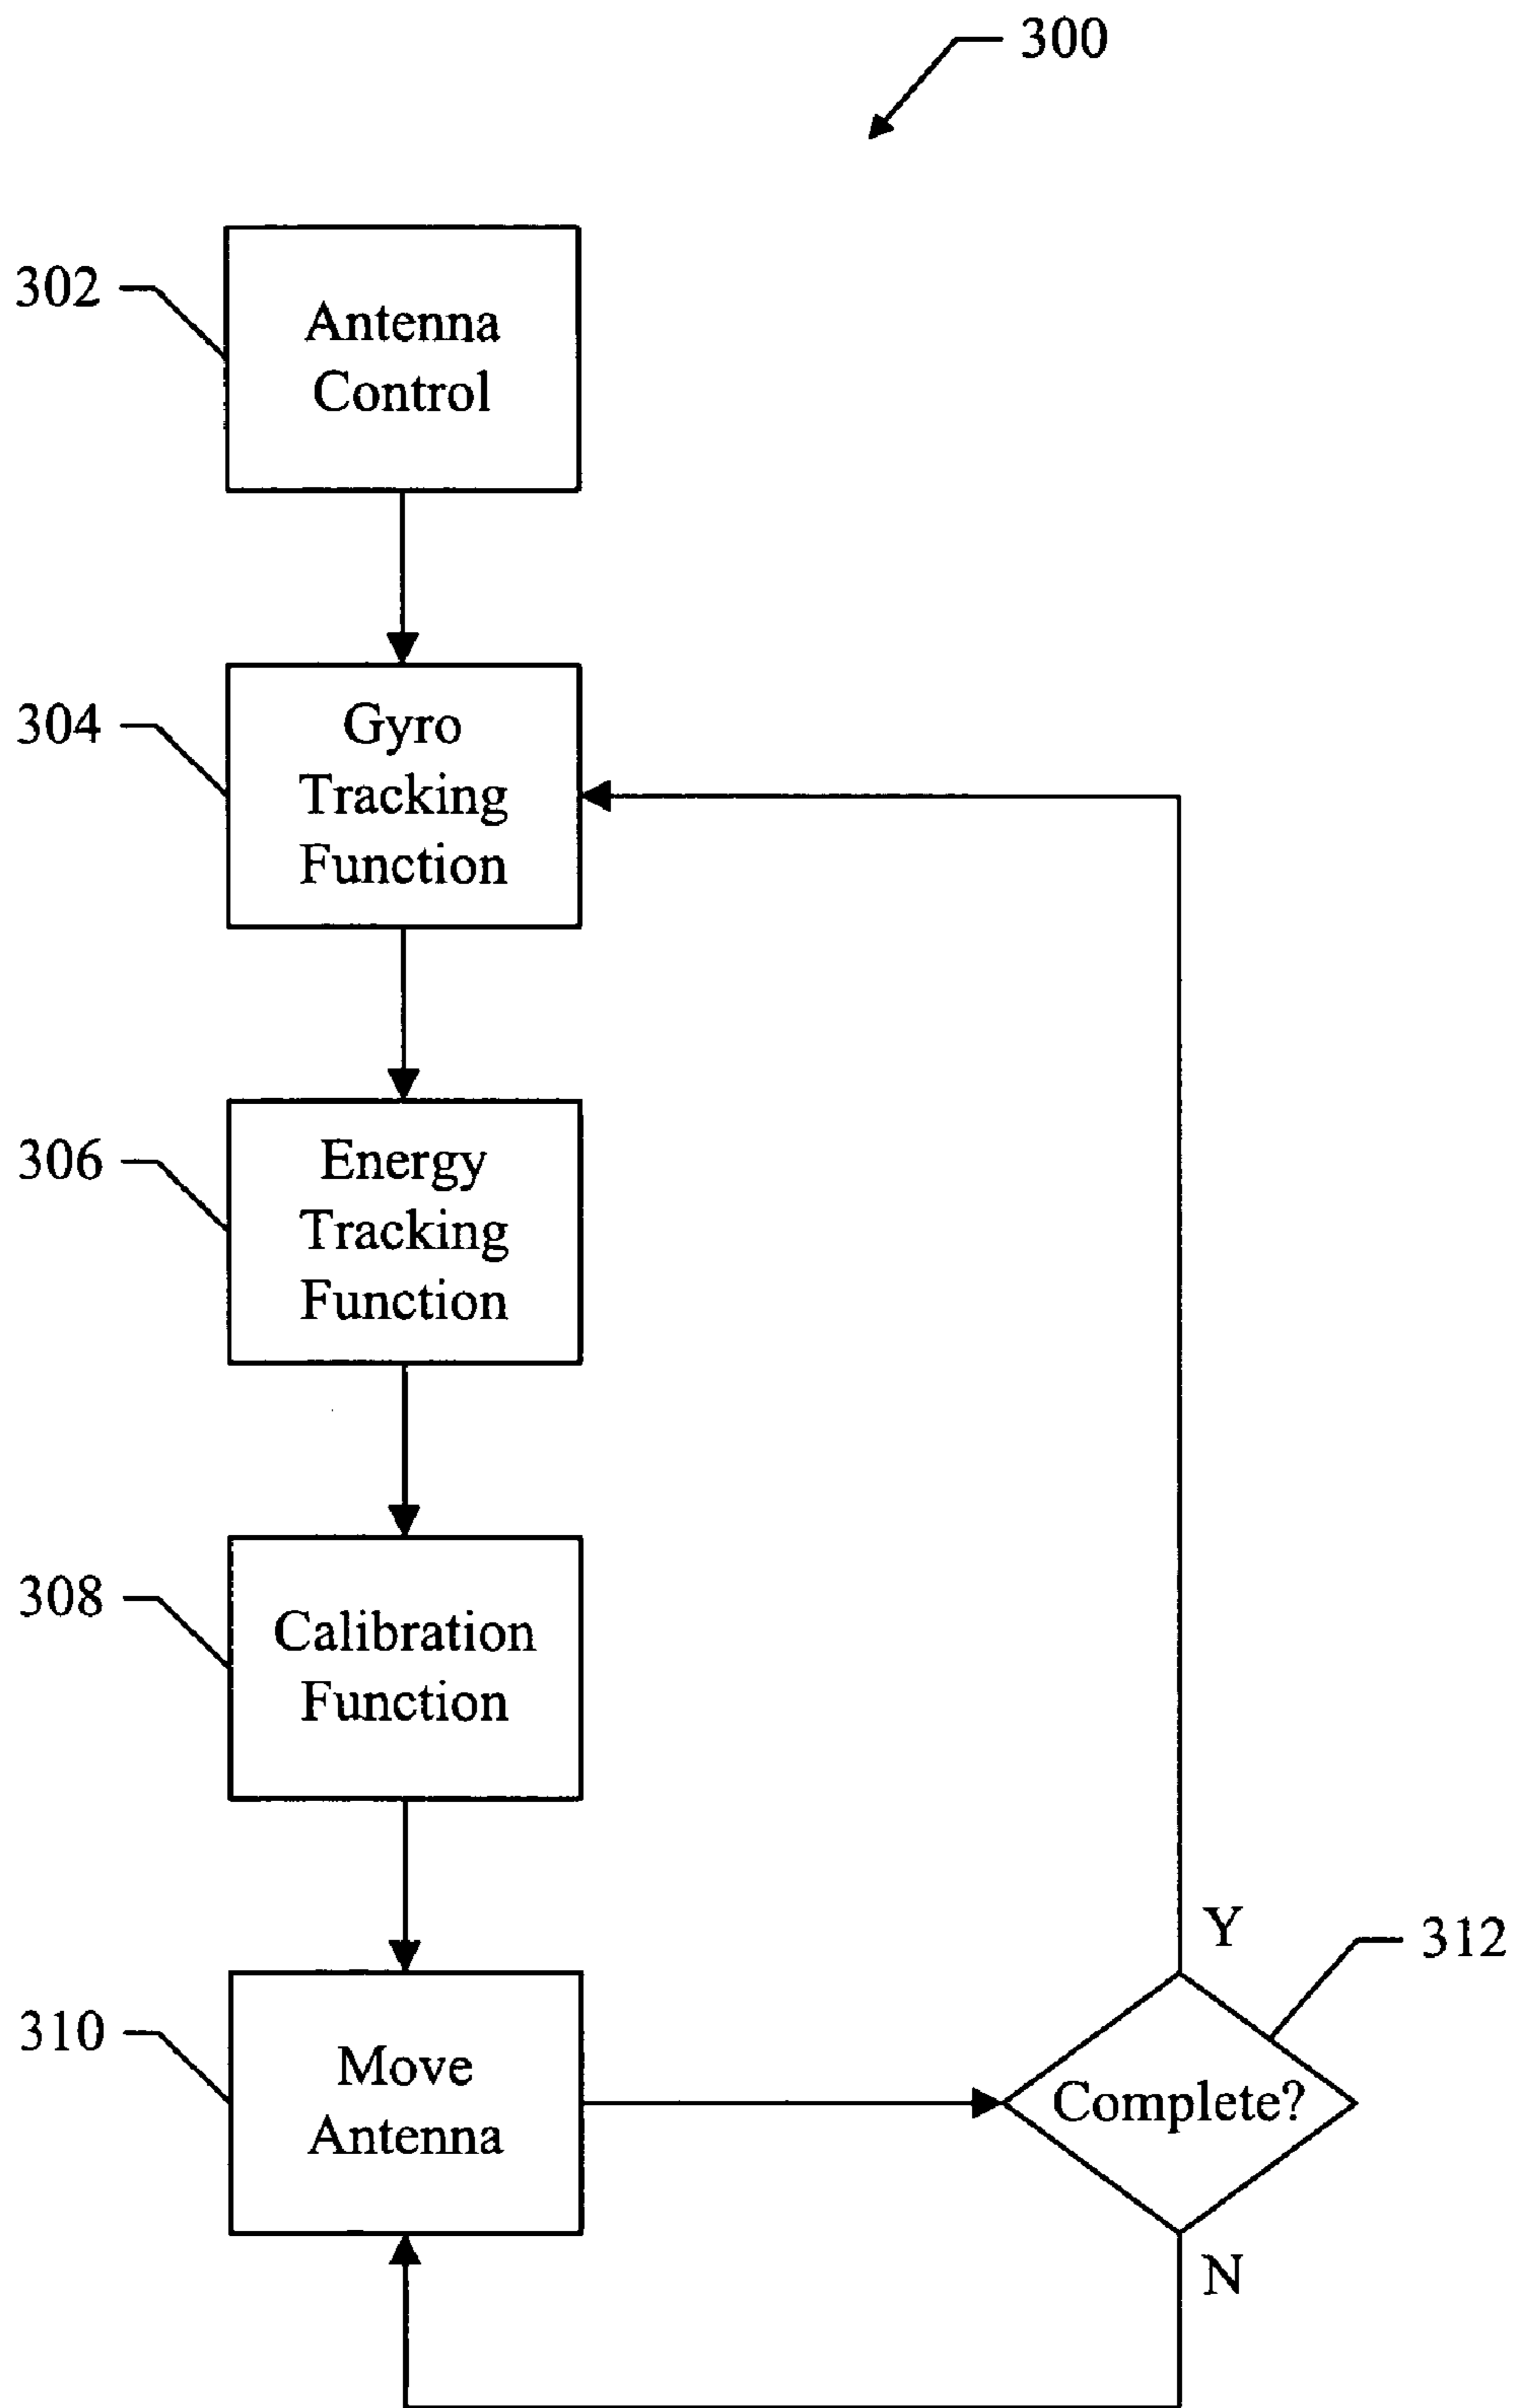 300
302
Antenna
Control
304
Gyro
Tracking
Function
306
Energy
Tracking
Function
308
Calibration
Function
Y
312
310
Move
Antenna
Complete?
N